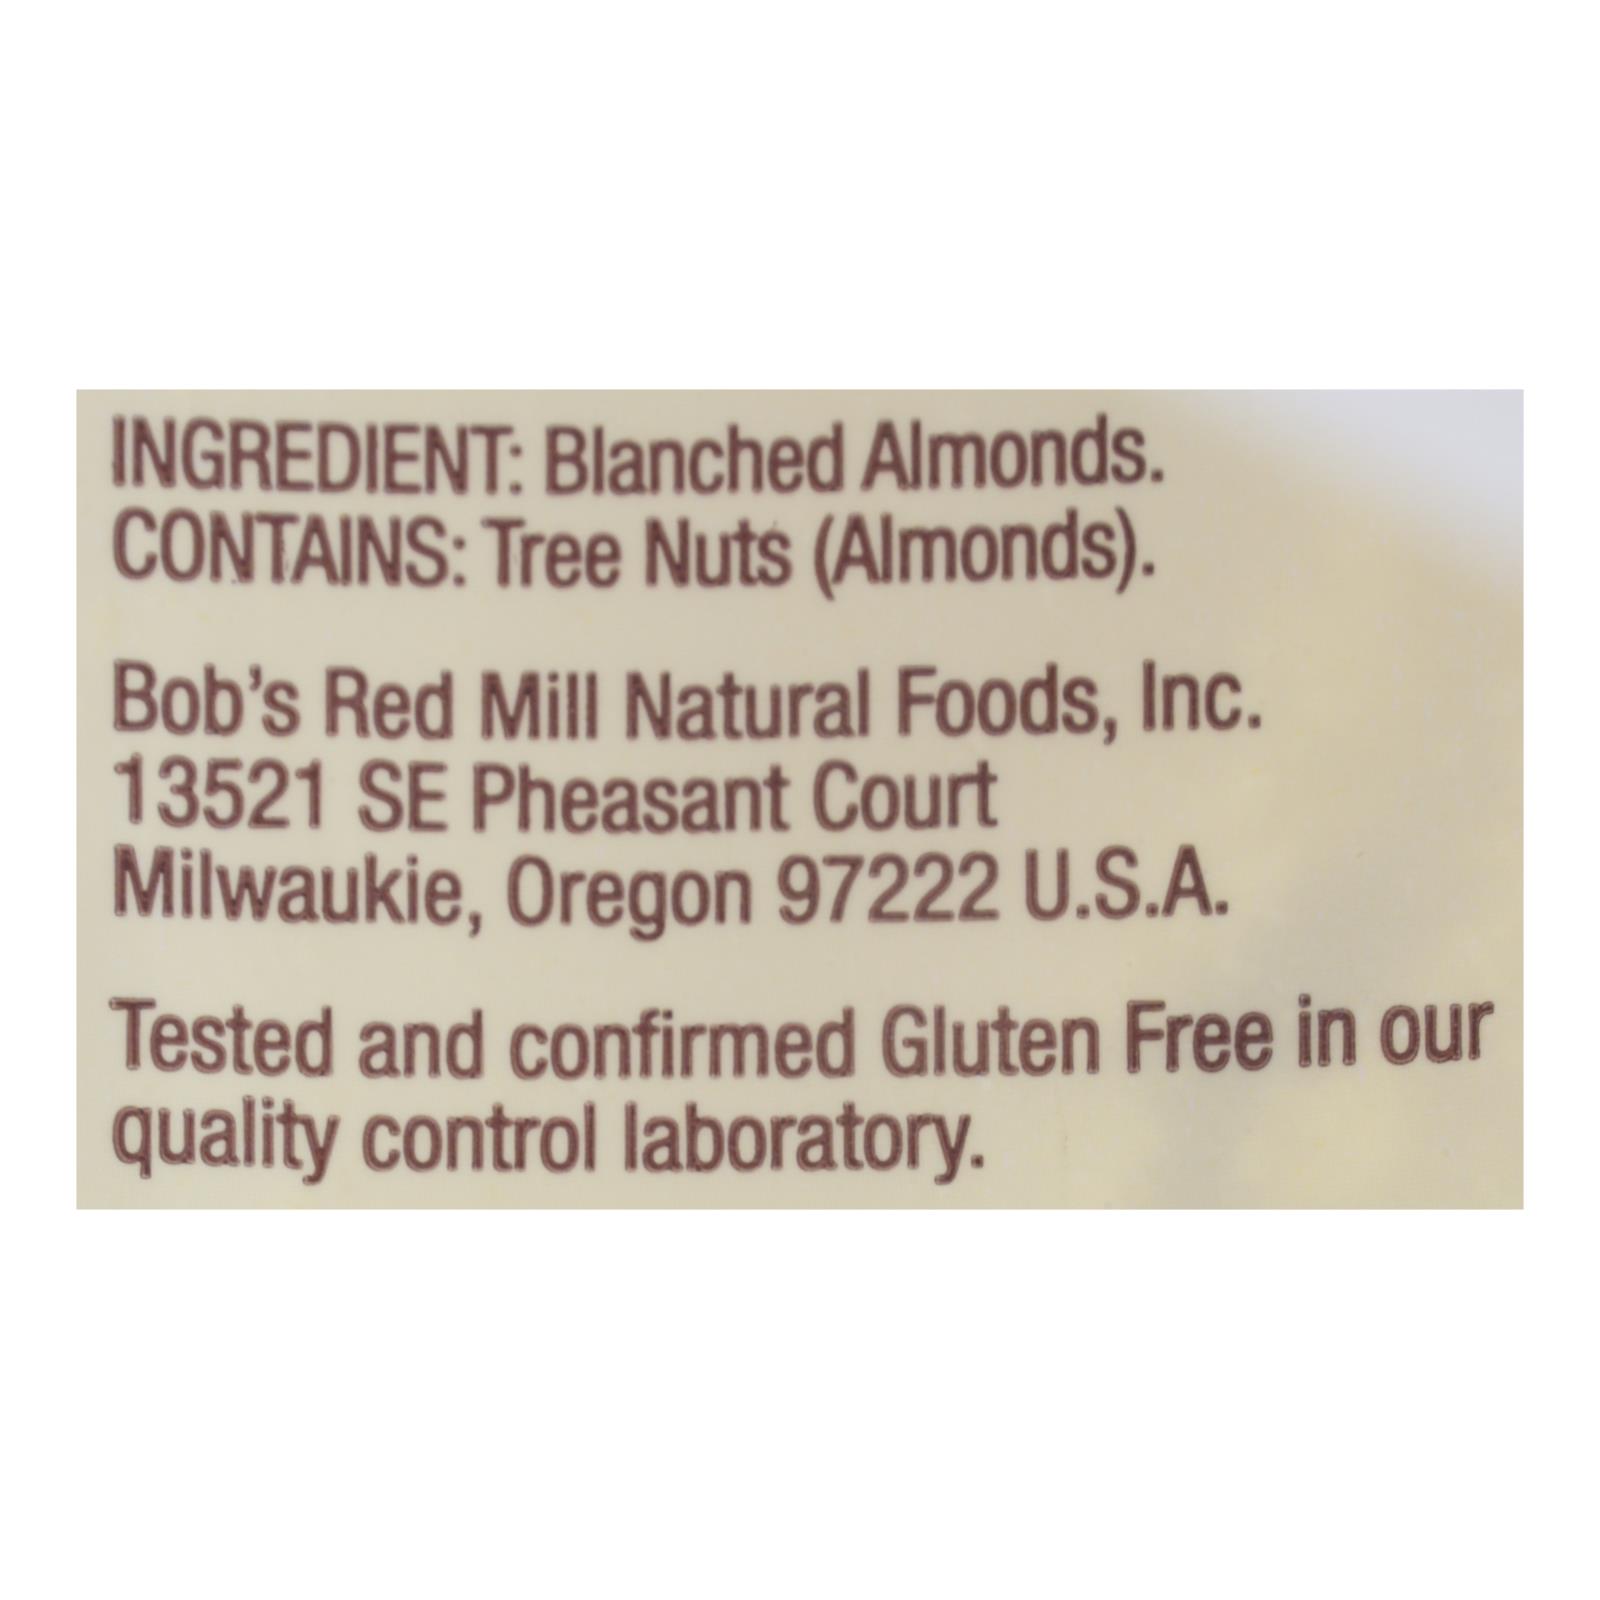 INGREDIENT: Blanched Almonds.
CONTAINS: Tree Nuts (Almonds).
Bob's Red Mill Natural Foods, Inc.
13521 SE Pheasant Court
Milwaukie, Oregon 97222 U.S.A.
Tested and confirmed Gluten Free in our
quality control laboratory.